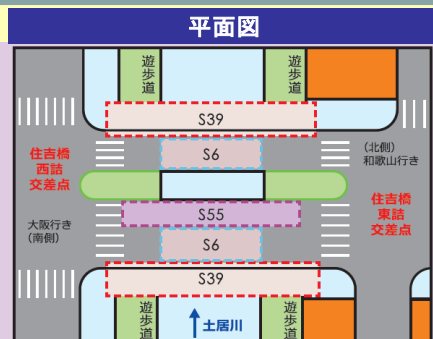 平面図
遊歩道
遊歩道
S39
住吉橋
西詰
交差点
S6
(北側)
和歌山行き
住吉橋
東詰
交差点
S55
大阪行き
(南側)
S6
S39
遊歩道
土居川
遊歩道